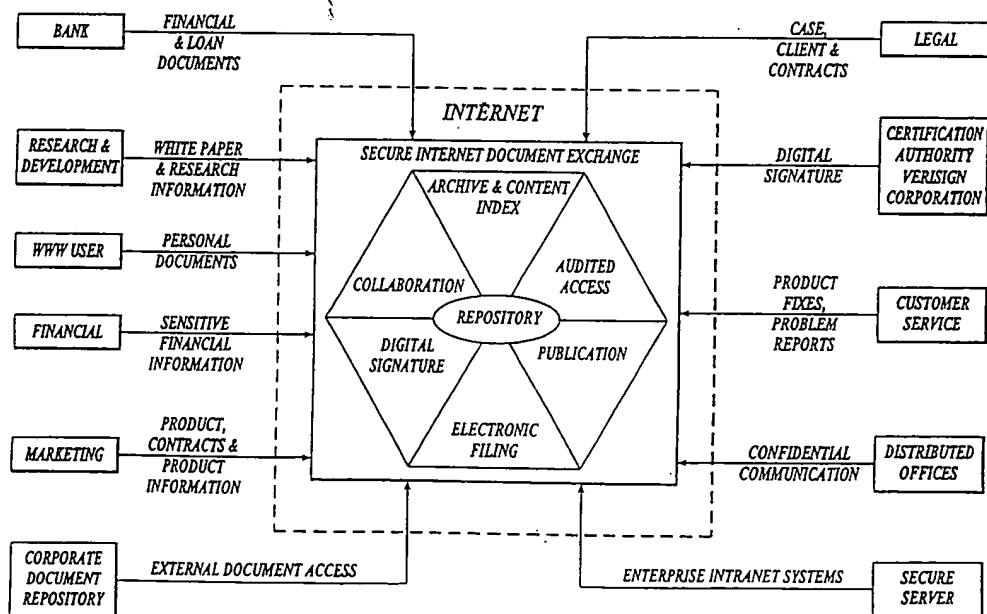 BANK
FINANCIAL
& LOAN
DOCUMENTS
CASE,
CLIENT &
CONTRACTS
LEGAL
INTERNET
RESEARCH &
DEVELOPMENT
WHITE PAPER
& RESEARCH
INFORMATION
SECURE INTERNET DOCUMENT EXCHANGE
DIGITAL
SIGNATURE
CERTIFICATION
AUTHORITY
VERISIGN
CORPORATION
ARCHIVE & CONTENT
INDEX
WWW USER
PERSONAL
DOCUMENTS
COLLABORATION
AUDITED
ACCESS
REPOSITORY
FINANCIAL
SENSITIVE
FINANCIAL
INFORMATION
DIGITAL
SIGNATURE
PUBLICATION
PRODUCT
FIXES,
PROBLEM
REPORTS
CUSTOMER
SERVICE
ELECTRONIC
FILING
MARKETING
PRODUCT,
CONTRACTS &
PRODUCT
INFORMATION
CONFIDENTIAL
COMMUNICATION
DISTRIBUTED
OFFICES
CORPORATE
DOCUMENT
REPOSITORY
EXTERNAL DOCUMENT ACCESS
ENTERPRISE INTRANET SYSTEMS
SECURE
SERVER